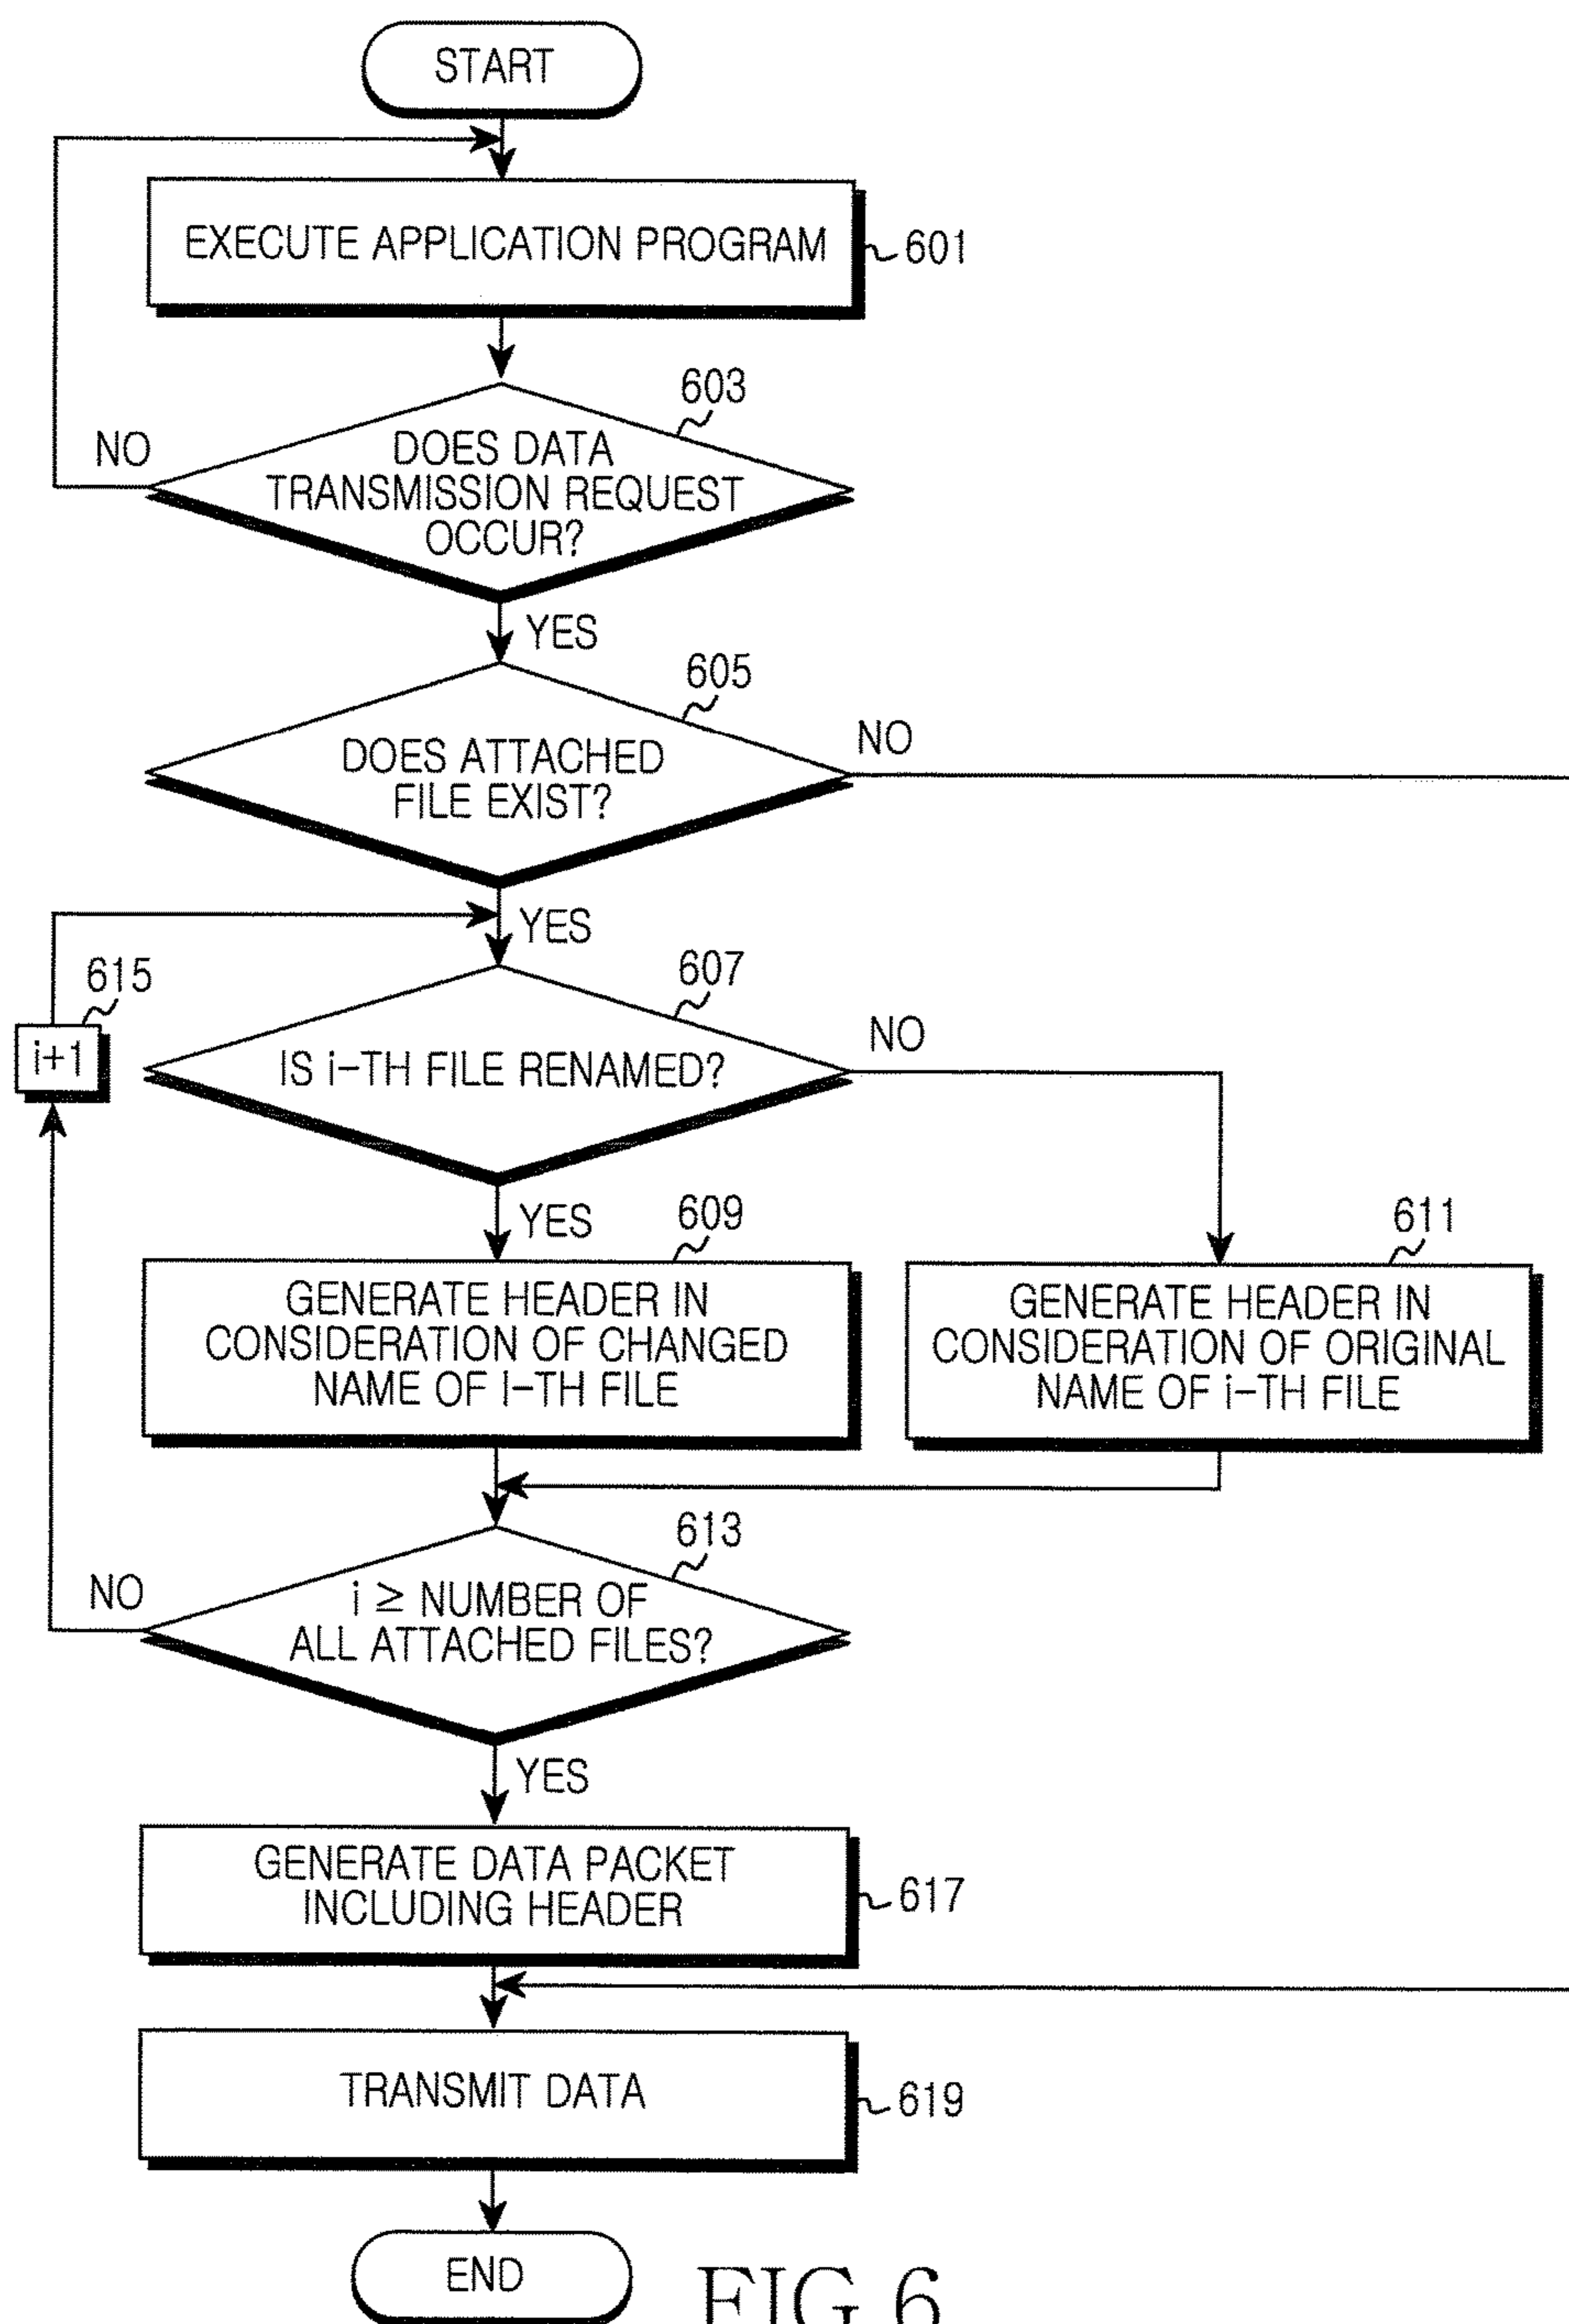 START
EXECUTE APPLICATION PROGRAM
601
603
NO
DOES DATA
TRANSMISSION REQUEST
OCCUR?
YES
605
NO
DOES ATTACHED
FILE EXIST?
YES
615
607
i+1
NO
IS i-TH FILE RENAMED?
YES
609
611
GENERATE HEADER IN
CONSIDERATION OF CHANGED
NAME OF I-TH FILE
GENERATE HEADER IN
CONSIDERATION OF ORIGINAL
NAME OF i-TH FILE
613
NO
i ≥ NUMBER OF
ALL ATTACHED FILES?
YES
GENERATE DATA PACKET
INCLUDING HEADER
617
TRANSMIT DATA
619
END
FIG.6